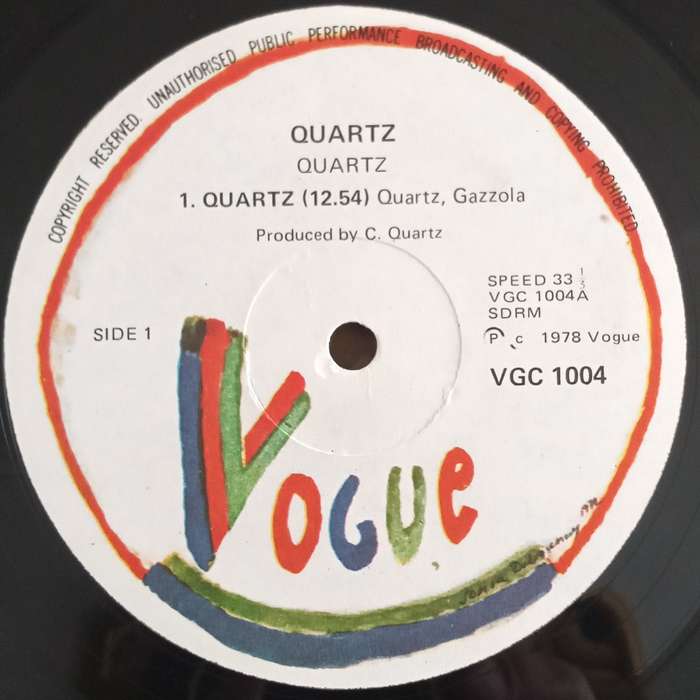 COPYRIGHT RESERVED. UNAUTHORISED PUBLIC PERFORMANCE BROADCASTING AND COPYING PROHIBITED
QUARTZ
QUARTZ
1. QUARTZ (12.54) Quartz, Gazzola
Produced by C. Quartz
SPEED 33 1/3
VGC 1004A
SDRM
SIDE 1
P c 1978 Vogue
VGC 1004
VOGUE